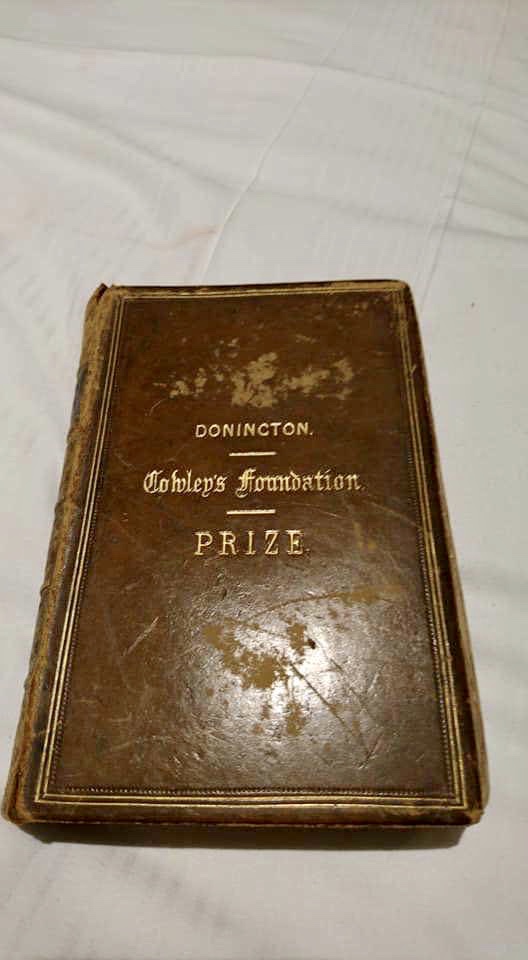 DONINGTON.
Cowley's Foundation.
PRIZE.